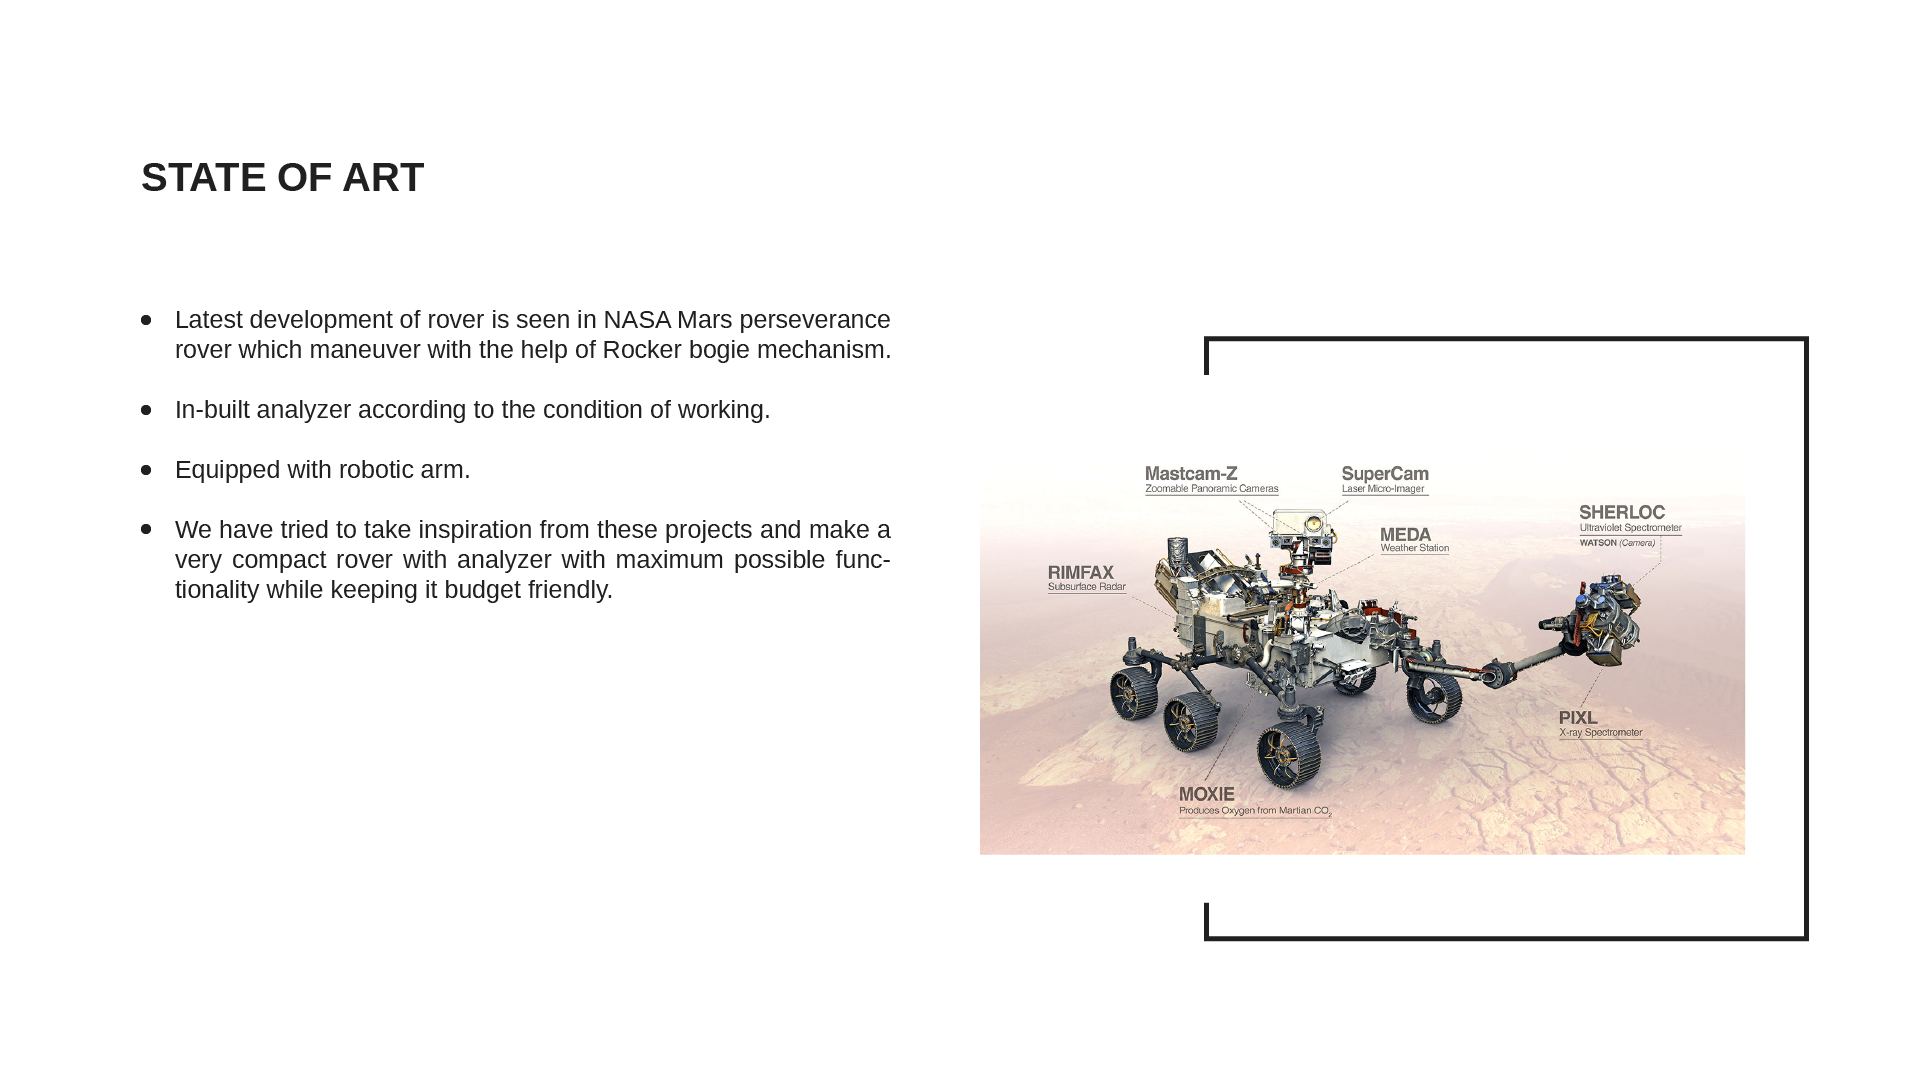 STATE OF ART
Latest development of rover is seen in NASA Mars perseverance
rover which maneuver with the help of Rocker bogie mechanism.
In-built analyzer according to the condition of working.
Equipped with robotic arm.
We have tried to take inspiration from these projects and make a
very compact rover with analyzer with maximum possible func-
tionality while keeping it budget friendly.
Mastcam-Z
Zoomable Panoramic Cameras
SuperCam
Laser Micro-Imager
MEDA
Weather Station
SHERLOC
Ultraviolet Spectrometer
WATSON (Camera)
RIMFAX
Subsurface Radar
PIXL
X-ray Spectrometer
MOXIE
Produces Oxygen from Martian CO₂